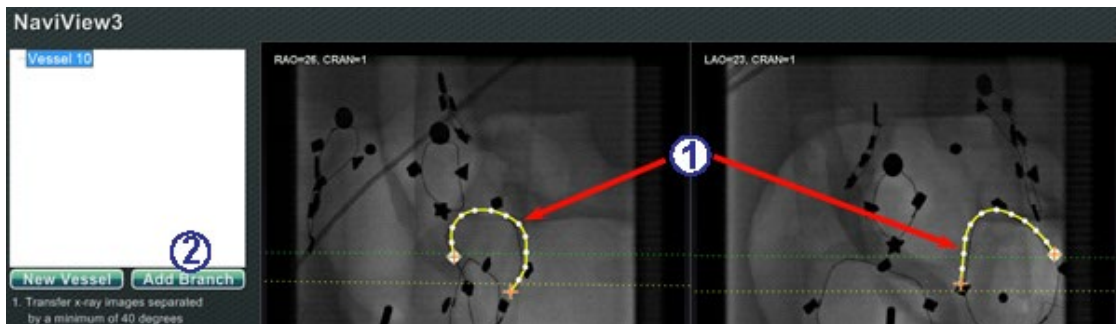 NaviView3
Vessel 10
RAO=26, CRAN=1
LAO=23, CRAN=1
1
2
New Vessel
Add Branch
1. Transfer x-ray images separated
by a minimum of 40 degrees